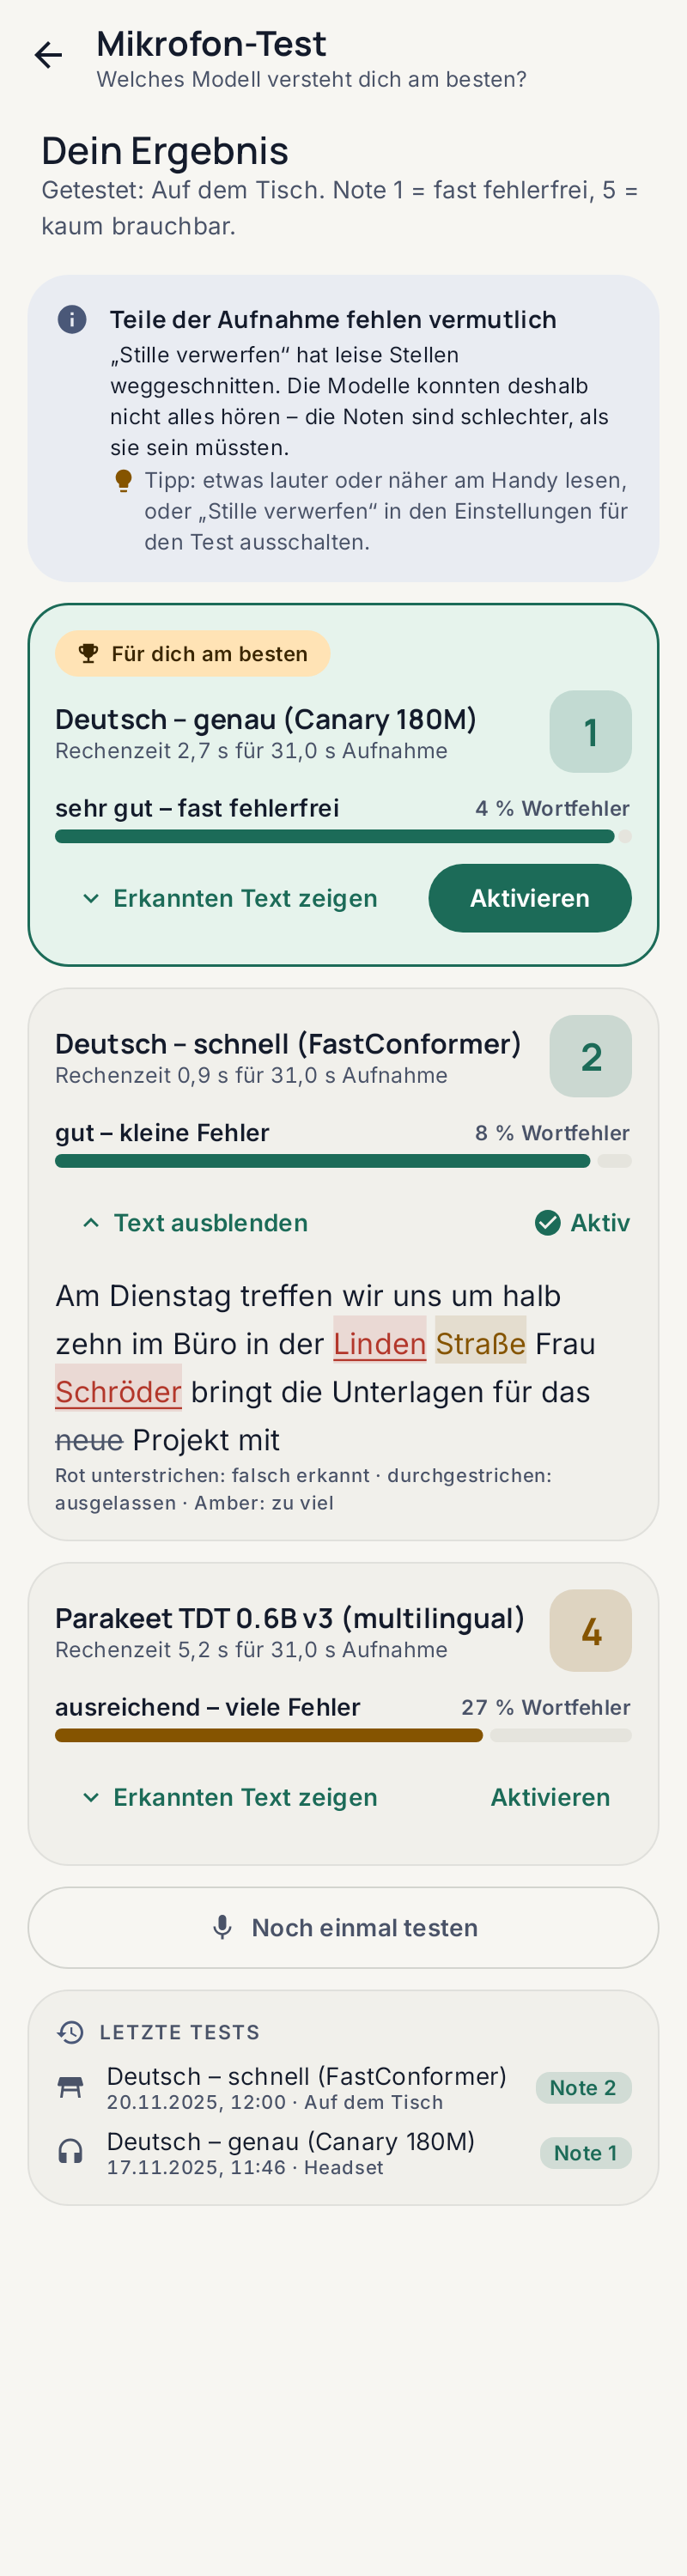 Mikrofon-Test
Welches Modell versteht dich am besten?
Dein Ergebnis
Getestet: Auf dem Tisch. Note 1 = fast fehlerfrei, 5 =
kaum brauchbar.
Teile der Aufnahme fehlen vermutlich
„Stille verwerfen“ hat leise Stellen
weggeschnitten. Die Modelle konnten deshalb
nicht alles hören – die Noten sind schlechter, als
sie sein müssten.
Tipp: etwas lauter oder näher am Handy lesen,
oder „Stille verwerfen“ in den Einstellungen für
den Test ausschalten.
Für dich am besten
Deutsch – genau (Canary 180M)
1
Rechenzeit 2,7 s für 31,0 s Aufnahme
sehr gut – fast fehlerfrei 4 % Wortfehler
Erkannten Text zeigen Aktivieren
Deutsch – schnell (FastConformer)
2
Rechenzeit 0,9 s für 31,0 s Aufnahme
gut – kleine Fehler 8 % Wortfehler
Text ausblenden Aktiv
Am Dienstag treffen wir uns um halb
zehn im Büro in der Linden Straße Frau
Schröder bringt die Unterlagen für das
neue Projekt mit
Rot unterstrichen: falsch erkannt · durchgestrichen:
ausgelassen · Amber: zu viel
Parakeet TDT 0.6B v3 (multilingual)
4
Rechenzeit 5,2 s für 31,0 s Aufnahme
ausreichend – viele Fehler 27 % Wortfehler
Erkannten Text zeigen Aktivieren
Noch einmal testen
LETZTE TESTS
Deutsch – schnell (FastConformer)
20.11.2025, 12:00 · Auf dem Tisch
Note 2
Deutsch – genau (Canary 180M)
17.11.2025, 11:46 · Headset
Note 1